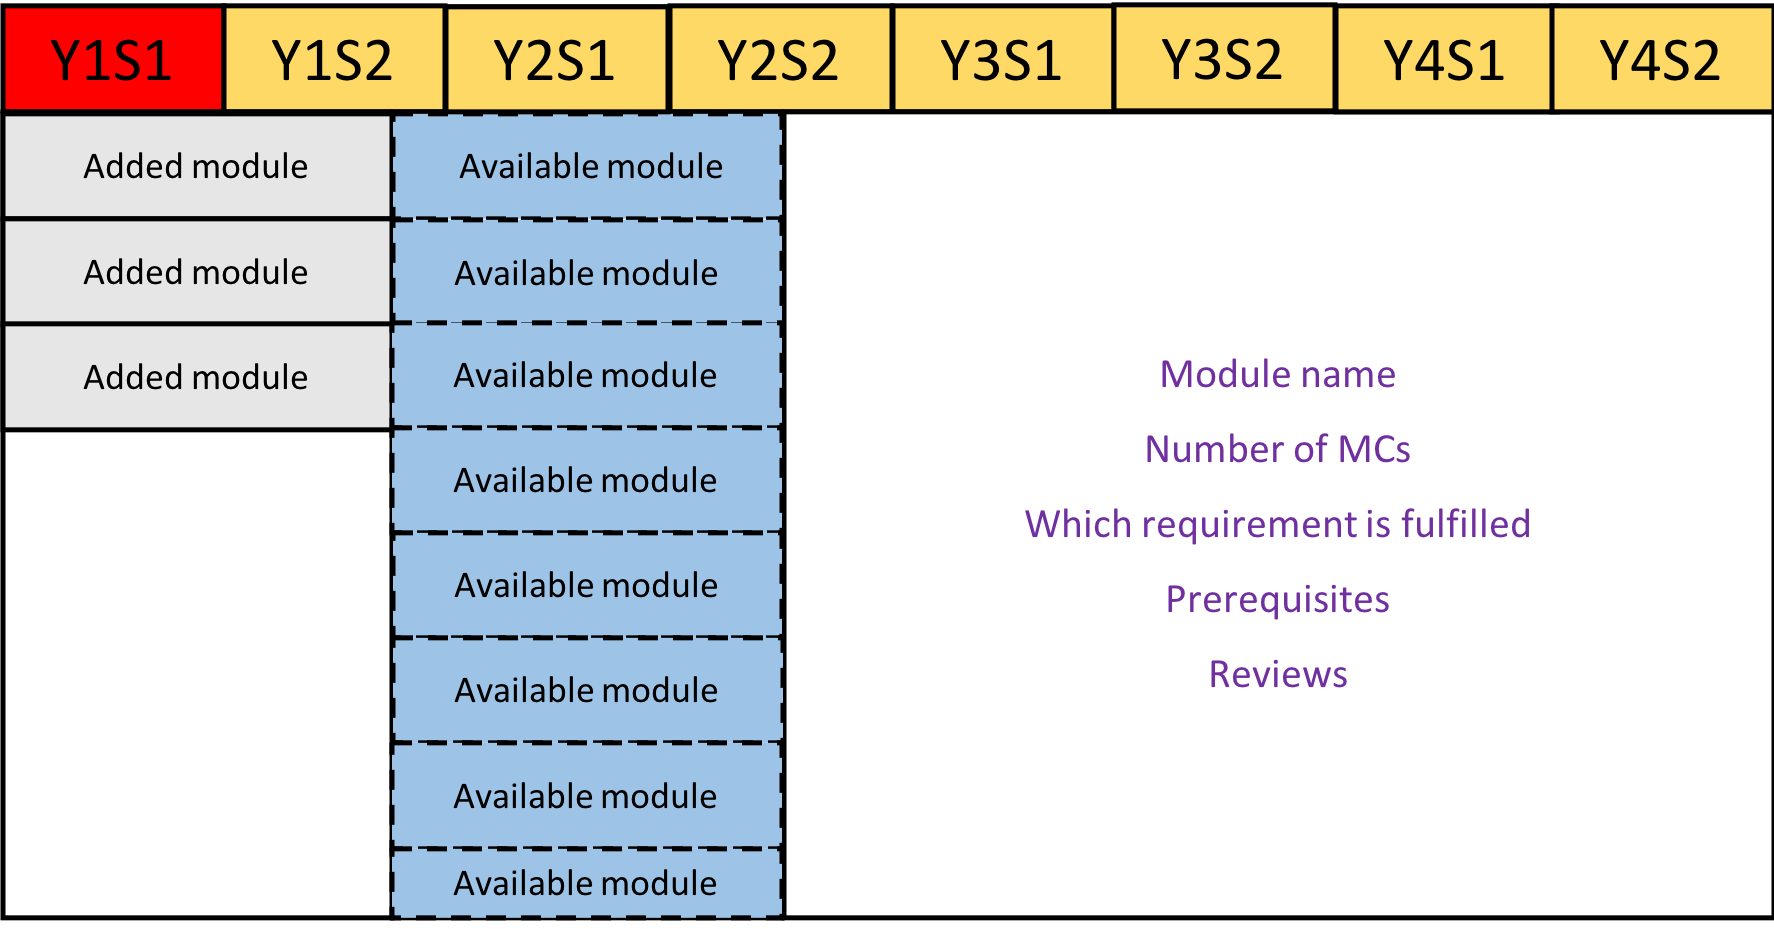 Y1S1 Y1S2 Y2S1 Y2S2 Y3S1 Y3S2 Y4S1 Y4S2
Added module
Added module
Added module
Available module
Available module
Available module
Available module
Available module
Available module
Available module
Available module
Module name
Number of MCs
Which requirement is fulfilled
Prerequisites
Reviews